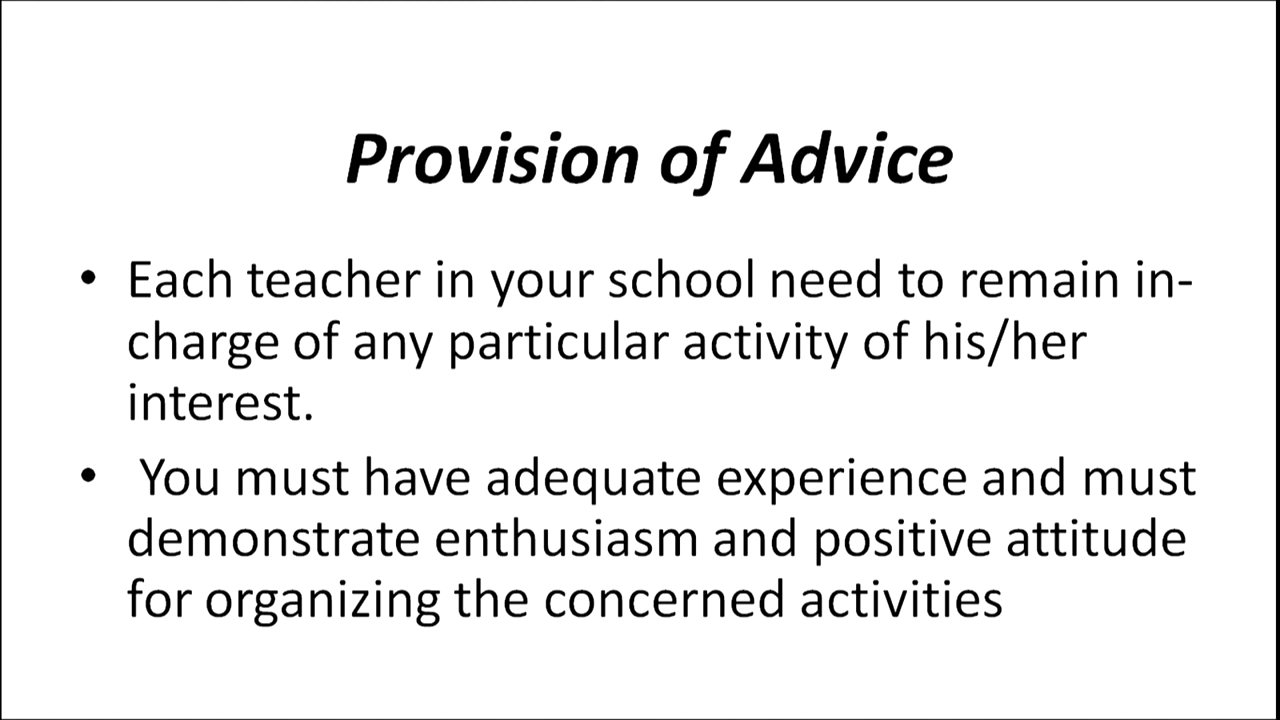 Provision of Advice
• Each teacher in your school need to remain in-
charge of any particular activity of his/her
interest.
• You must have adequate experience and must
demonstrate enthusiasm and positive attitude
for organizing the concerned activities